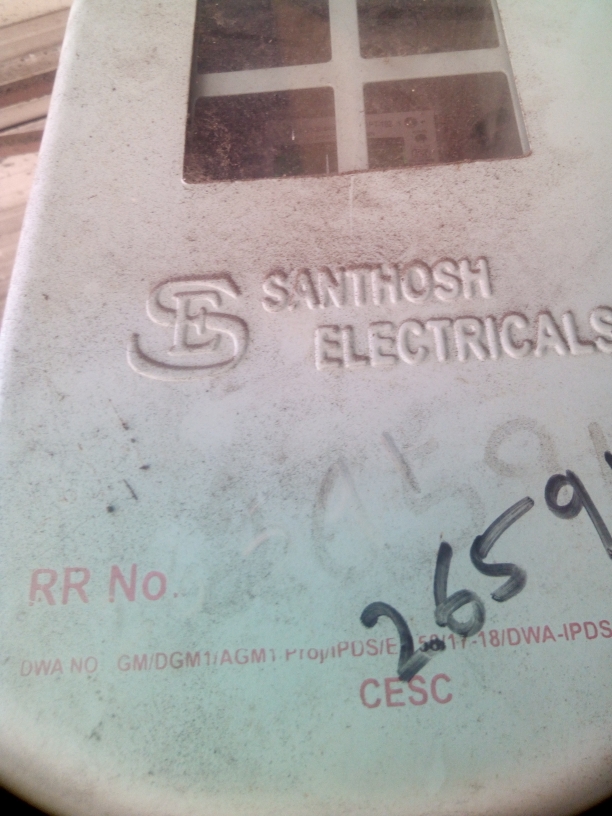 SE SANTHOSH
ELECTRICALS
2659
RR No.
DWA NO GM/DGM1/AGM1 Proj/IPDS/E 58/17-18/DWA-IPDS
CESC